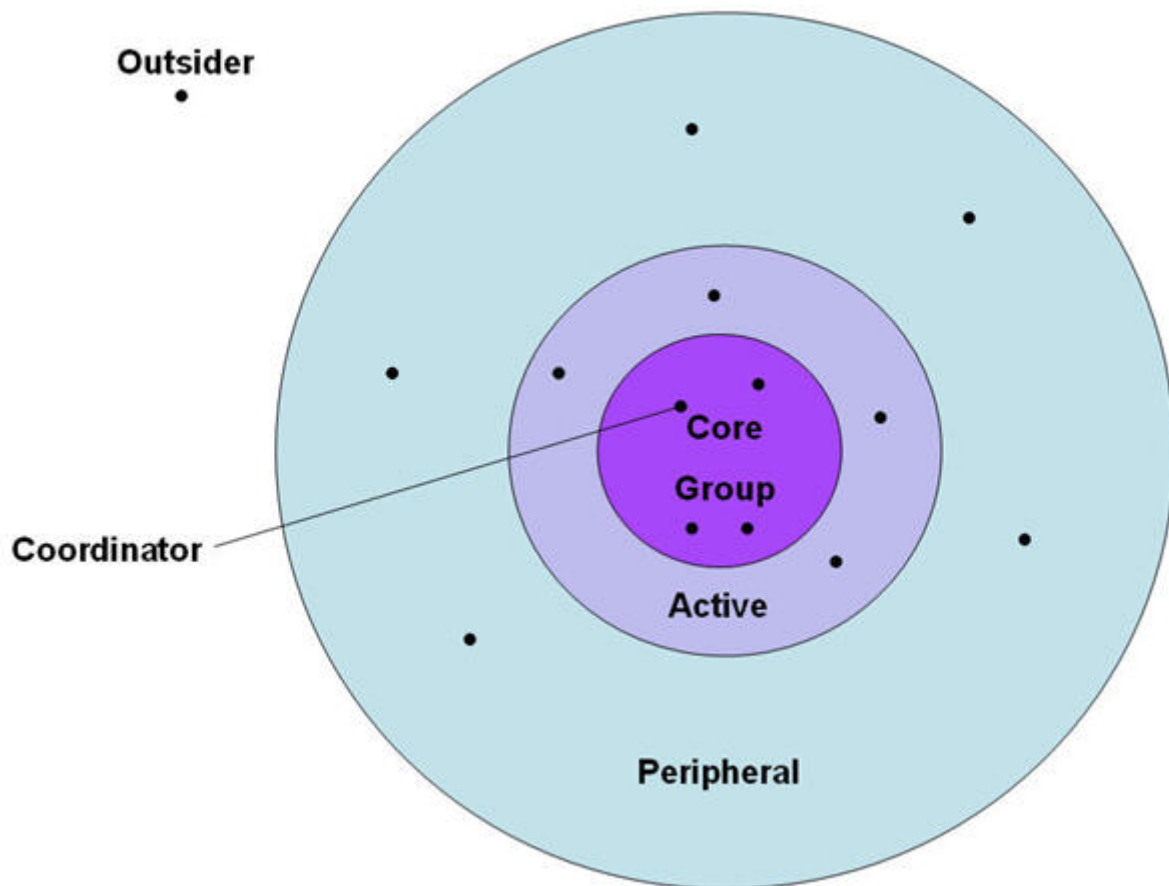 Outsider
Core
Group
Coordinator
Active
Peripheral